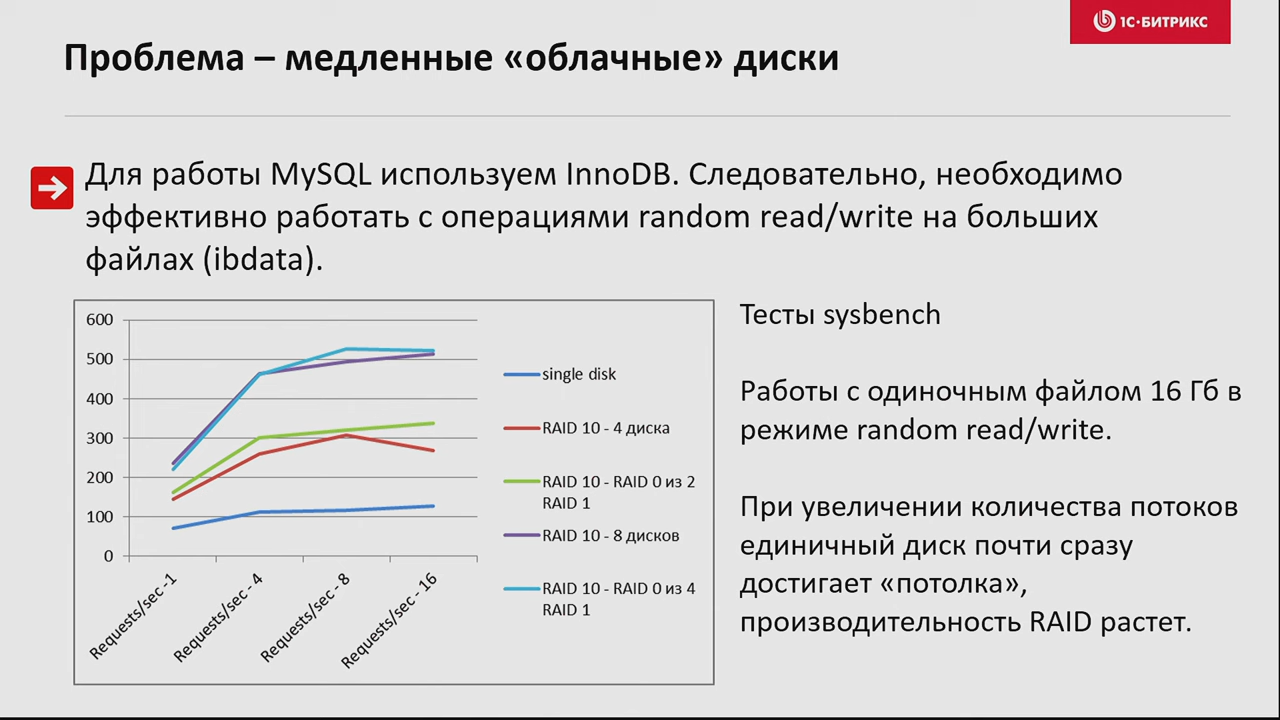 1С·БИТРИКС
Проблема – медленные «облачные» диски
Для работы MySQL используем InnoDB. Следовательно, необходимо
эффективно работать с операциями random read/write на больших
файлах (ibdata).
600
500
400
300
200
100
0
Requests/sec -1
Requests/sec - 4
Requests/sec - 8
Requests/sec - 16
single disk
RAID 10 - 4 диска
RAID 10 - RAID 0 из 2
RAID 1
RAID 10 - 8 дисков
RAID 10 - RAID 0 из 4
RAID 1
Тесты sysbench
Работы с одиночным файлом 16 Гб в
режиме random read/write.
При увеличении количества потоков
единичный диск почти сразу
достигает «потолка»,
производительность RAID растет.